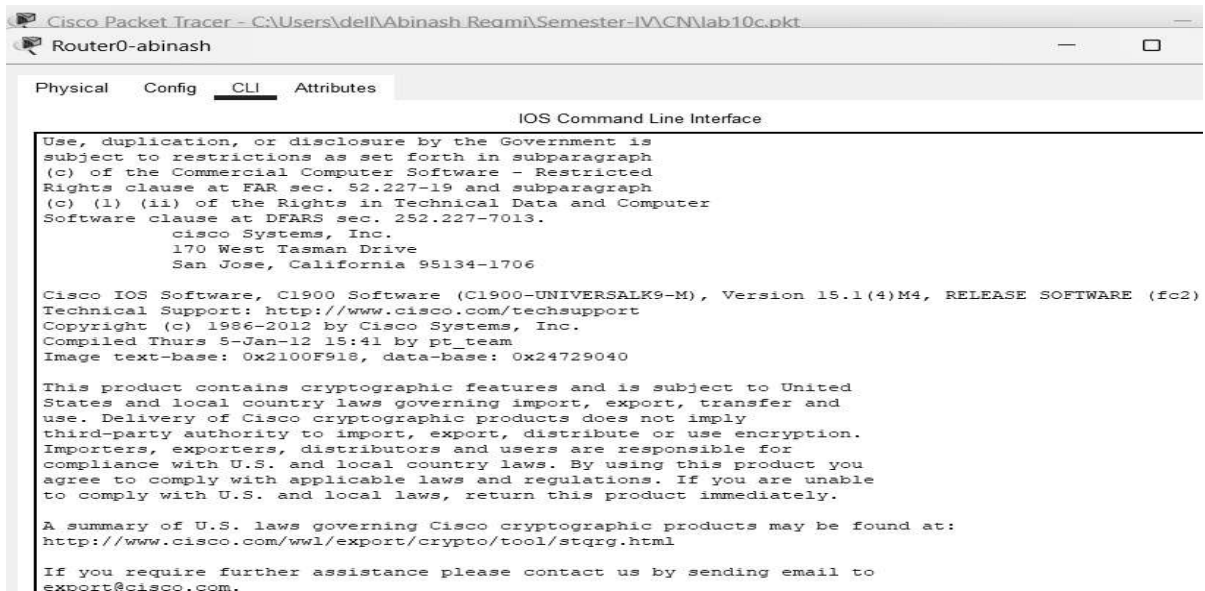 Cisco Packet Tracer - C:\Users\dell\Abinash Regmi\Semester-IV\CN\lab10c.pkt
Router0-abinash
Physical Config CLI Attributes
IOS Command Line Interface
Use, duplication, or disclosure by the Government is
subject to restrictions as set forth in subparagraph
(c) of the Commercial Computer Software - Restricted
Rights clause at FAR sec. 52.227-19 and subparagraph
(c) (1) (ii) of the Rights in Technical Data and Computer
Software clause at DFARS sec. 252.227-7013.
cisco Systems, Inc.
170 West Tasman Drive
San Jose, California 95134-1706
Cisco IOS Software, C1900 Software (C1900-UNIVERSALK9-M), Version 15.1(4)M4, RELEASE SOFTWARE (fc2)
Technical Support: http://www.cisco.com/techsupport
Copyright (c) 1986-2012 by Cisco Systems, Inc.
Compiled Thurs 5-Jan-12 15:41 by pt_team
Image text-base: 0x2100F918, data-base: 0x24729040
This product contains cryptographic features and is subject to United
States and local country laws governing import, export, transfer and
use. Delivery of Cisco cryptographic products does not imply
third-party authority to import, export, distribute or use encryption.
Importers, exporters, distributors and users are responsible for
compliance with U.S. and local country laws. By using this product you
agree to comply with applicable laws and regulations. If you are unable
to comply with U.S. and local laws, return this product immediately.
A summary of U.S. laws governing Cisco cryptographic products may be found at:
http://www.cisco.com/wwl/export/crypto/tool/stqrg.html
If you require further assistance please contact us by sending email to
export@cisco.com.